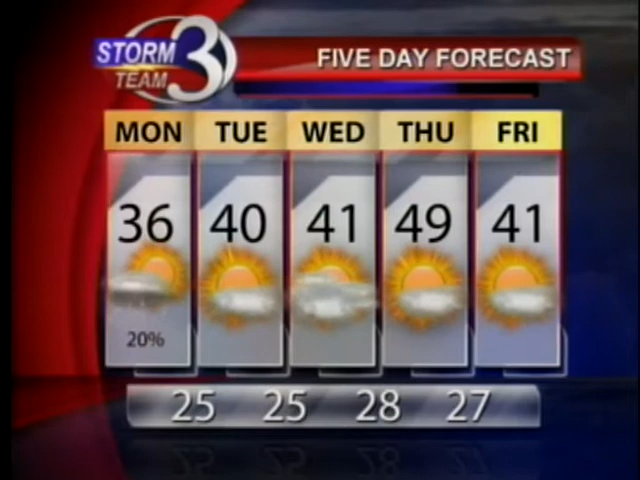 STORM
TEAM 3
FIVE DAY FORECAST
MON TUE WED THU FRI
36 40 41 49 41
20%
25 25 28 27